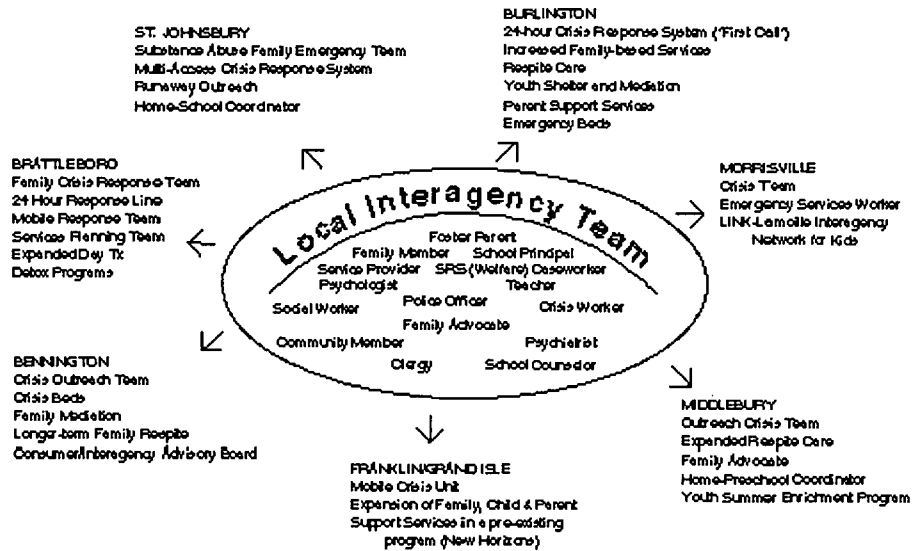 ST. JOHNSBURY
Substance Abuse Family Emergency Team
Multi-Access Crisis Response System
Runaway Outreach
Home-School Coordinator
BURLINGTON
24-hour Crisis Response System ("First Call")
Increased Family-based Services
Respite Care
Youth Shelter and Mediation
Parent Support Services
Emergency Beds
BRATTLEBORO
Family Crisis Response Team
24 Hour Response Line
Mobile Response Team
Services Planning Team
Expanded Day Tx
Detox Programs
MORRISVILLE
Crisis Team
Emergency Services Worker
LINK-Lamoille Interagency
Network for Kids
Local Interagency Team
Foster Parent
Family Member School Principal
Service Provider SRS (Welfare) Caseworker
Psychologist Teacher
Social Worker Police Officer Crisis Worker
Family Advocate
Community Member Psychiatrist
Clergy School Counselor
BENNINGTON
Crisis Outreach Team
Crisis Beds
Family Mediation
Longer-term Family Respite
Consumer/Interagency Advisory Board
FRANKLIN/GRAND ISLE
Mobile Crisis Unit
Expansion of Family, Child & Parent
Support Services in a pre-existing
program (New Horizons)
MIDDLEBURY
Outreach Crisis Team
Expanded Respite Care
Family Advocate
Home-Preschool Coordinator
Youth Summer Enrichment Program